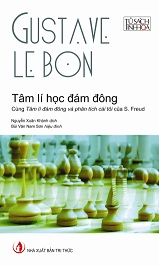 GUSTAVE
LE BON
TỦ SÁCH
TINH HOA
Tâm lí học đám đông
Cùng Tâm lí đám đông và phân tích cái tôi của S. Freud
Nguyễn Xuân Khánh dịch
Bùi Văn Nam Sơn hiệu đính
NHÀ XUẤT BẢN TRI THỨC